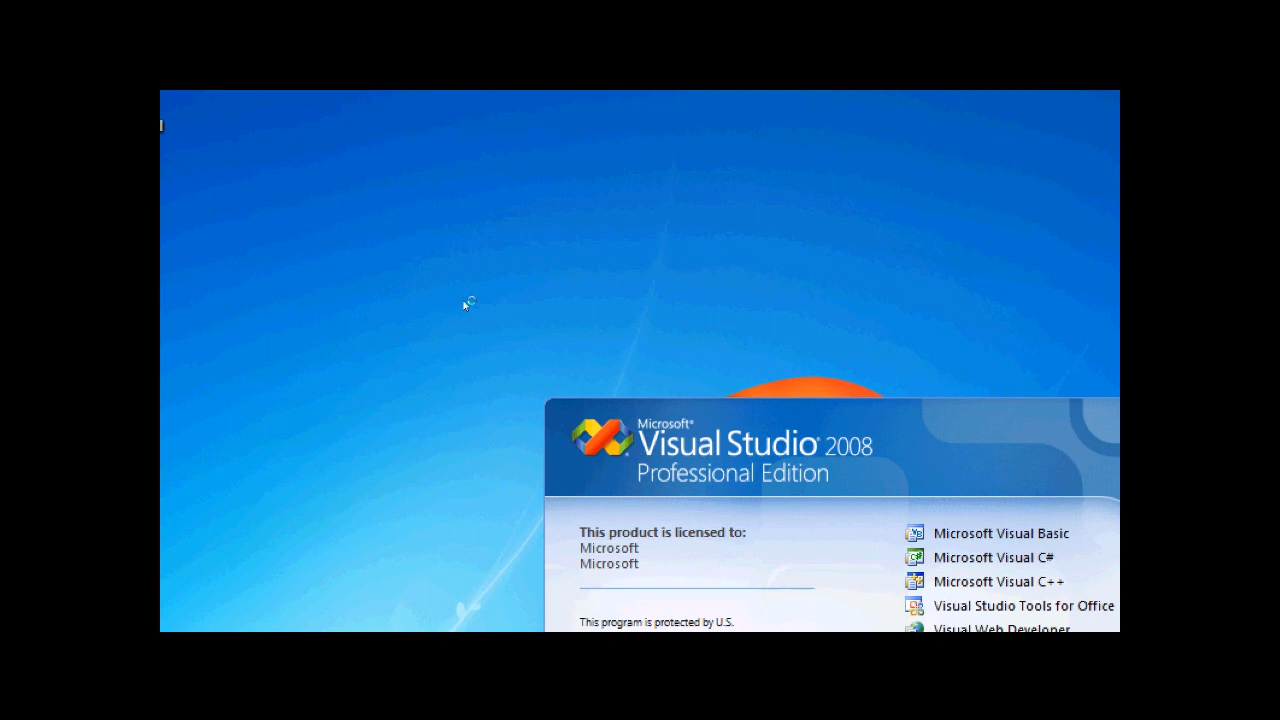 Microsoft®
Visual Studio® 2008
Professional Edition
This product is licensed to:
Microsoft
Microsoft
This program is protected by U.S.
Microsoft Visual Basic
Microsoft Visual C#
Microsoft Visual C++
Visual Studio Tools for Office
Visual Web Developer